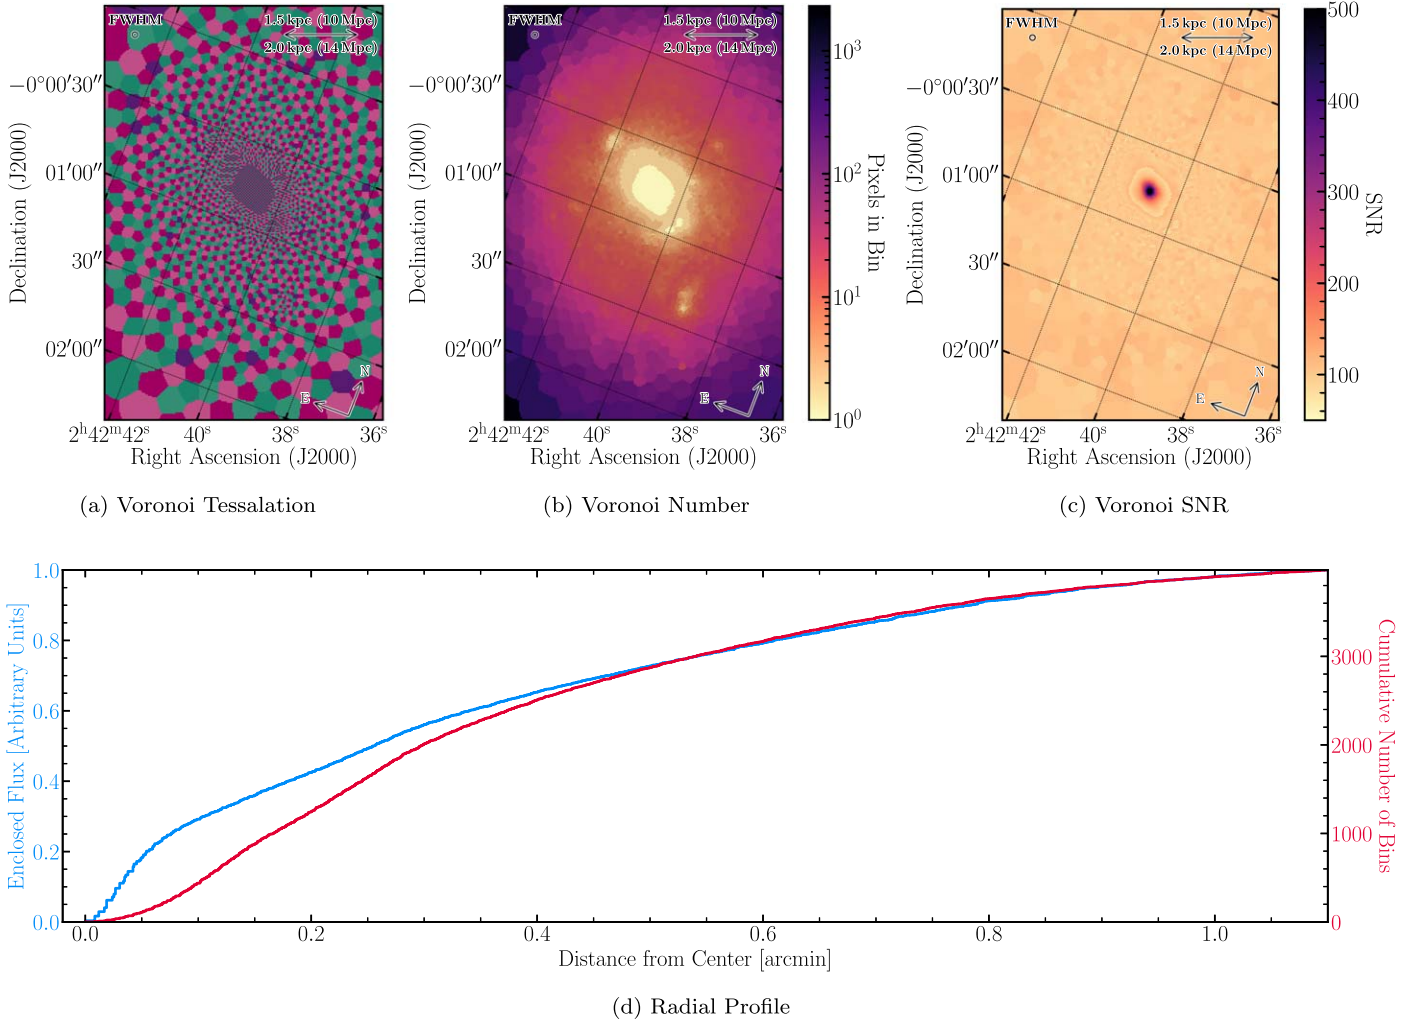 FWHM
1.5 kpc (10 Mpc)
2.0 kpc (14 Mpc)
−0°00′30″
01′00″
30″
02′00″
Declination (J2000)
N
E
2ʰ42ᵐ42ˢ 40ˢ 38ˢ 36ˢ
Right Ascension (J2000)
(a) Voronoi Tessalation
FWHM
1.5 kpc (10 Mpc)
2.0 kpc (14 Mpc)
−0°00′30″
01′00″
30″
02′00″
Declination (J2000)
N
E
2ʰ42ᵐ42ˢ 40ˢ 38ˢ 36ˢ
Right Ascension (J2000)
10³
10²
10¹
10⁰
Pixels in Bin
(b) Voronoi Number
FWHM
1.5 kpc (10 Mpc)
2.0 kpc (14 Mpc)
−0°00′30″
01′00″
30″
02′00″
Declination (J2000)
N
E
2ʰ42ᵐ42ˢ 40ˢ 38ˢ 36ˢ
Right Ascension (J2000)
500
400
300
200
100
SNR
(c) Voronoi SNR
1.0
0.8
0.6
0.4
0.2
0.0
Enclosed Flux [Arbitrary Units]
3000
2000
1000
0
Cumulative Number of Bins
0.0 0.2 0.4 0.6 0.8 1.0
Distance from Center [arcmin]
(d) Radial Profile